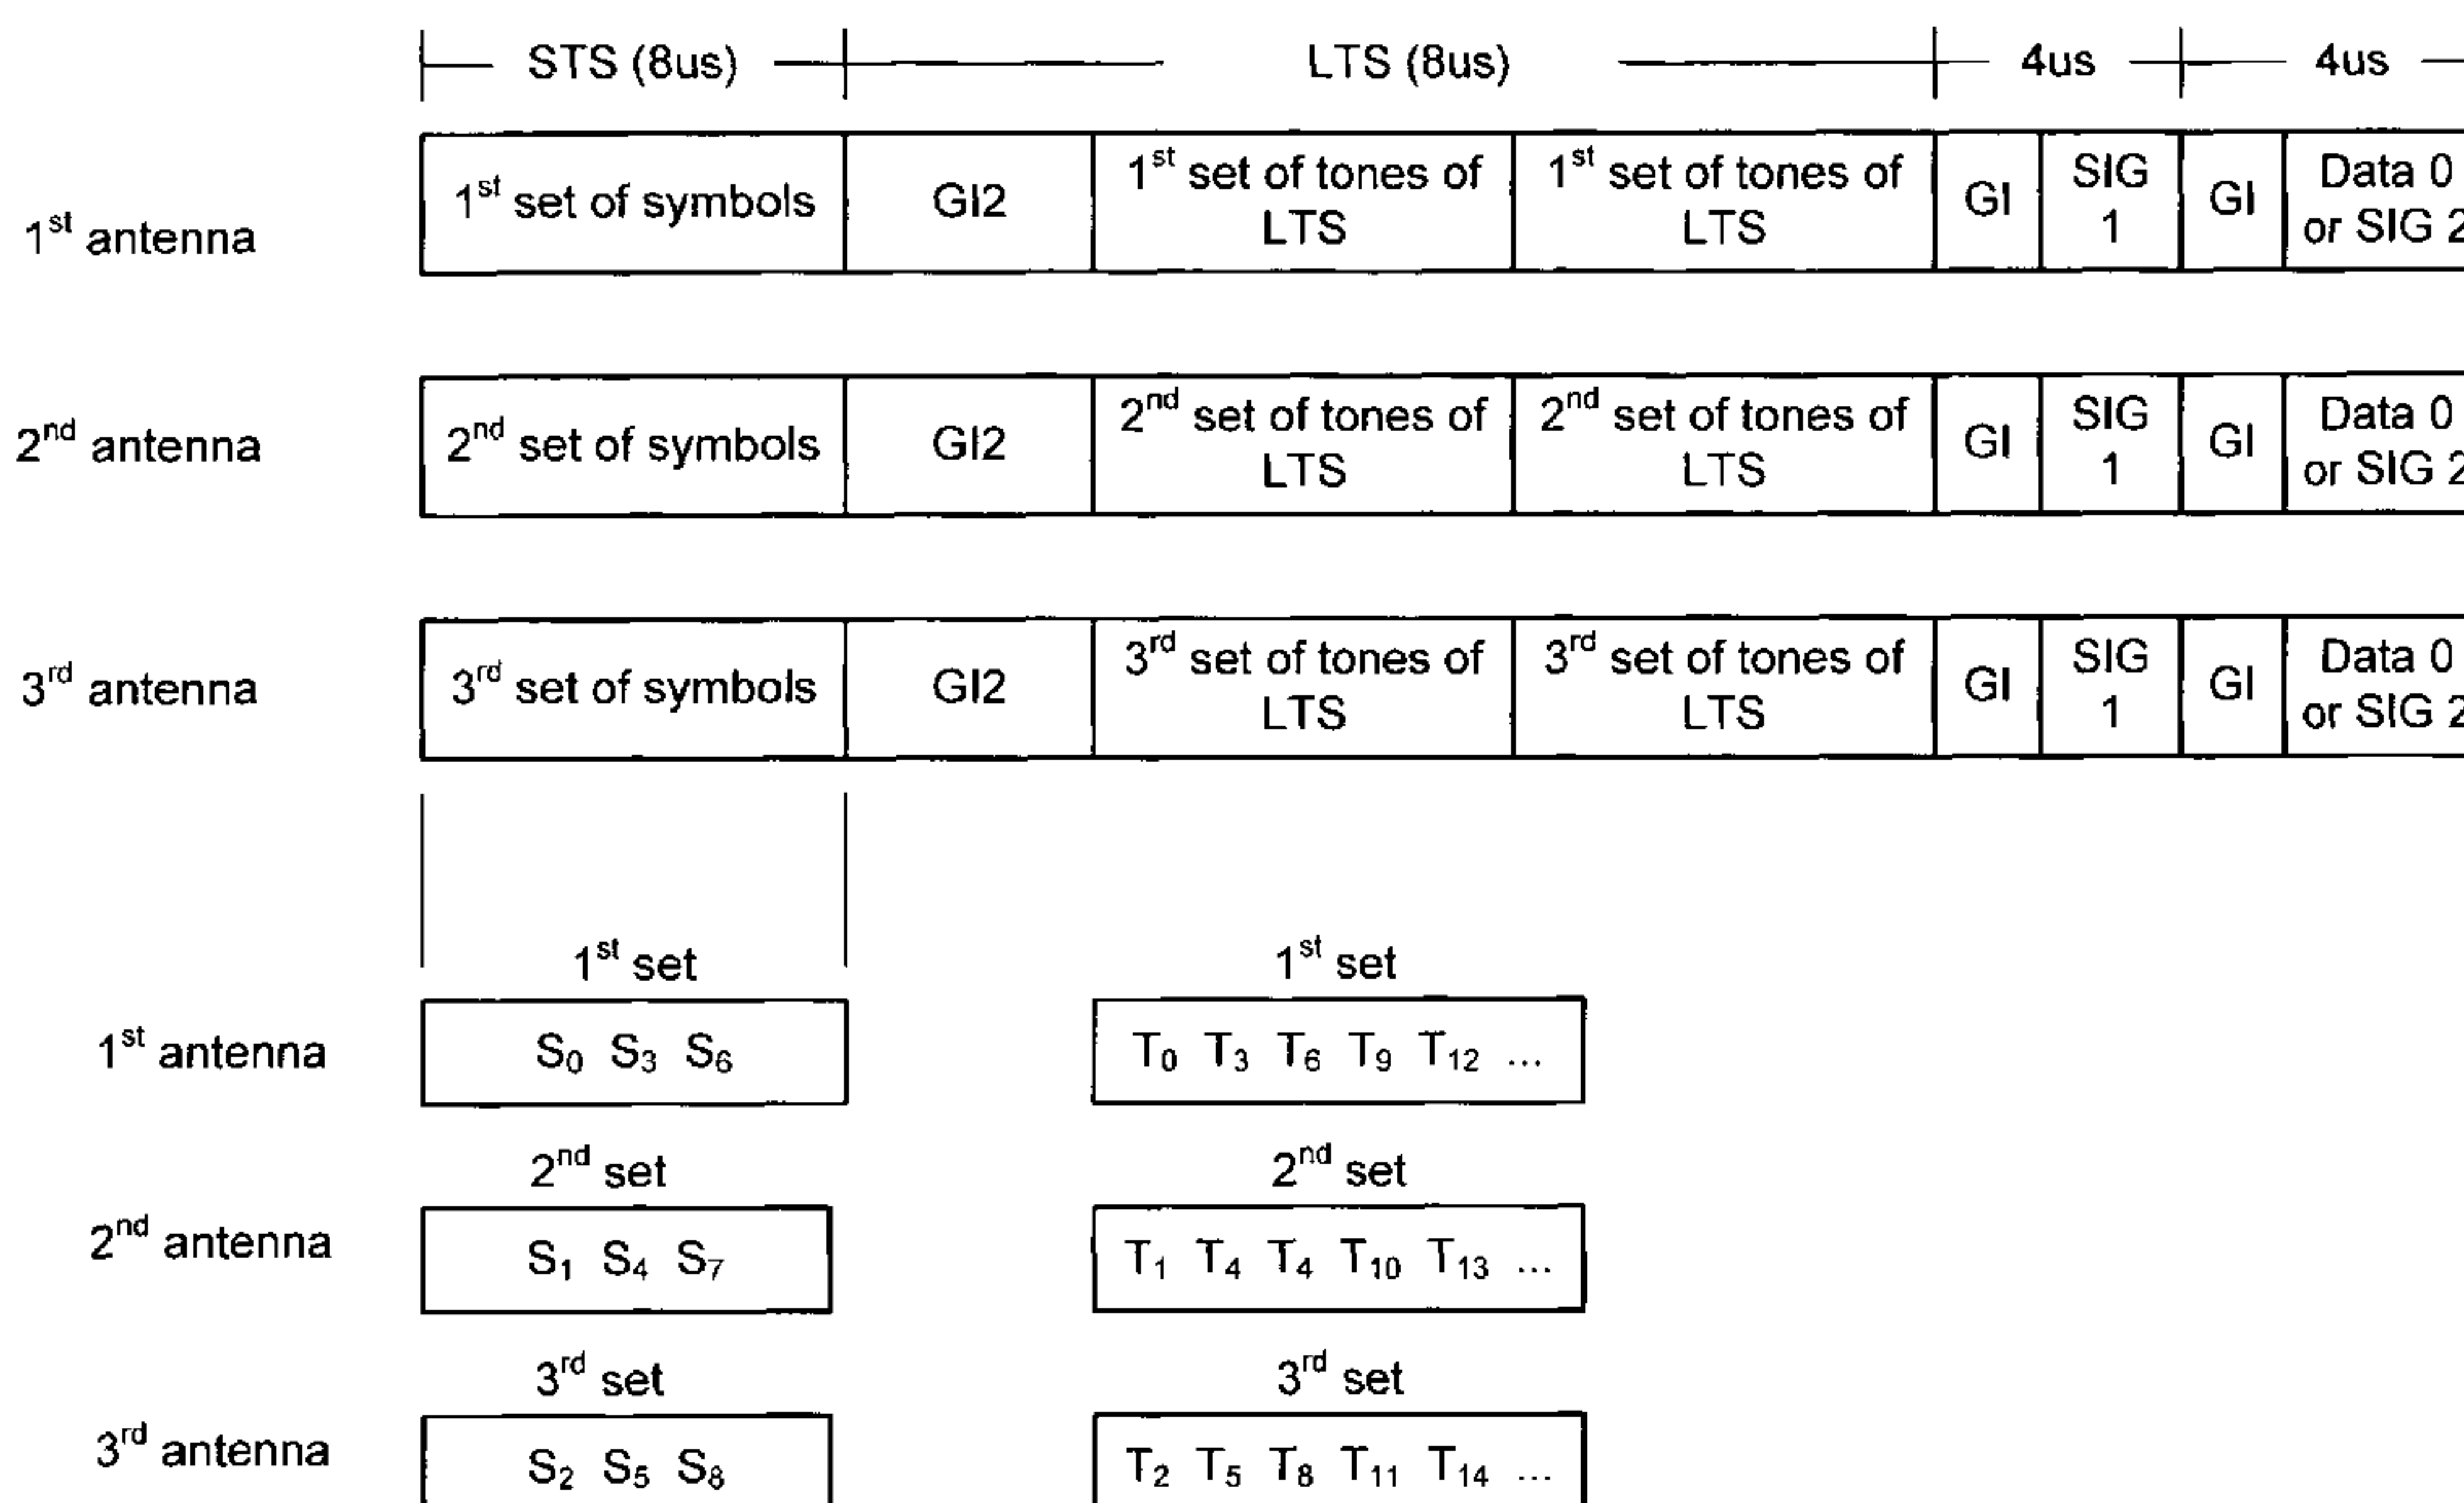 STS (8us) LTS (8us) 4us 4us
1st antenna
1st set of symbols
GI2
1st set of tones of
LTS
1st set of tones of
LTS
GI
SIG
1
GI
Data 0
or SIG 2
2nd antenna
2nd set of symbols
GI2
2nd set of tones of
LTS
2nd set of tones of
LTS
GI
SIG
1
GI
Data 0
or SIG 2
3rd antenna
3rd set of symbols
GI2
3rd set of tones of
LTS
3rd set of tones of
LTS
GI
SIG
1
GI
Data 0
or SIG 2
1st set
1st set
1st antenna
S0 S3 S6
T0 T3 T6 T9 T12 ...
2nd set
2nd set
2nd antenna
S1 S4 S7
T1 T4 T4 T10 T13 ...
3rd set
3rd set
3rd antenna
S2 S5 S8
T2 T5 T8 T11 T14 ...